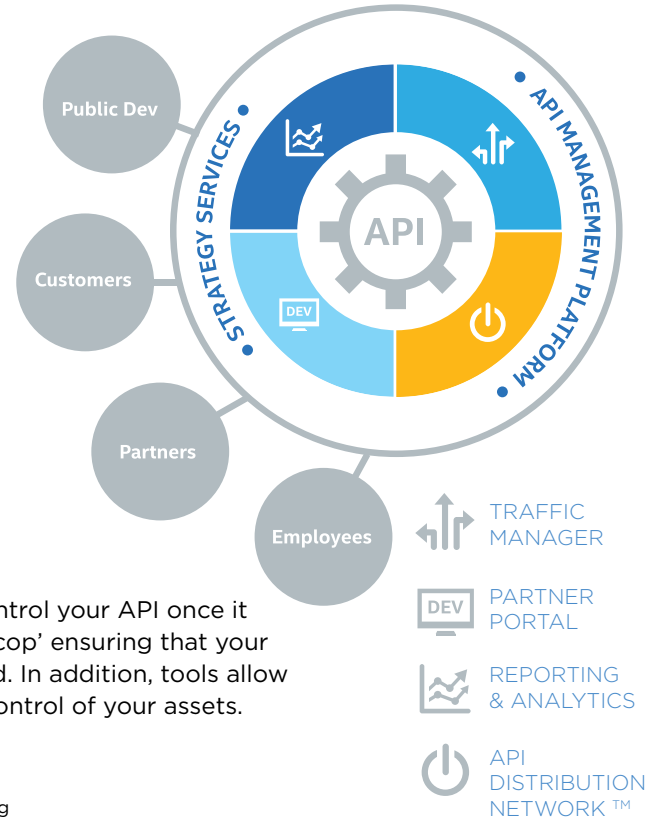 Public Dev
Customers
Partners
Employees
• STRATEGY SERVICES •
• API MANAGEMENT PLATFORM •
DEV
API
TRAFFIC
MANAGER
DEV
PARTNER
PORTAL
REPORTING
& ANALYTICS
API
DISTRIBUTION
NETWORK ™
ntrol your API once it
cop’ ensuring that your
d. In addition, tools allow
ontrol of your assets.
g